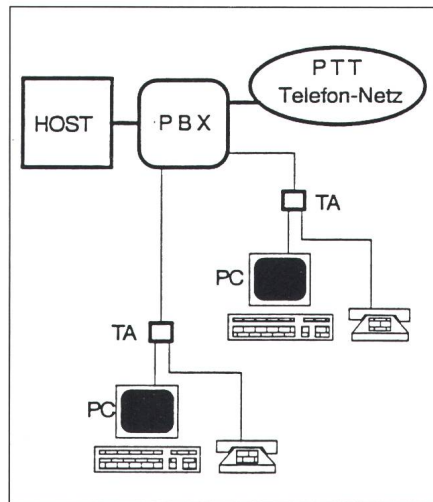 PTT
Telefon-Netz
HOST
PBX
TA
PC
TA
PC